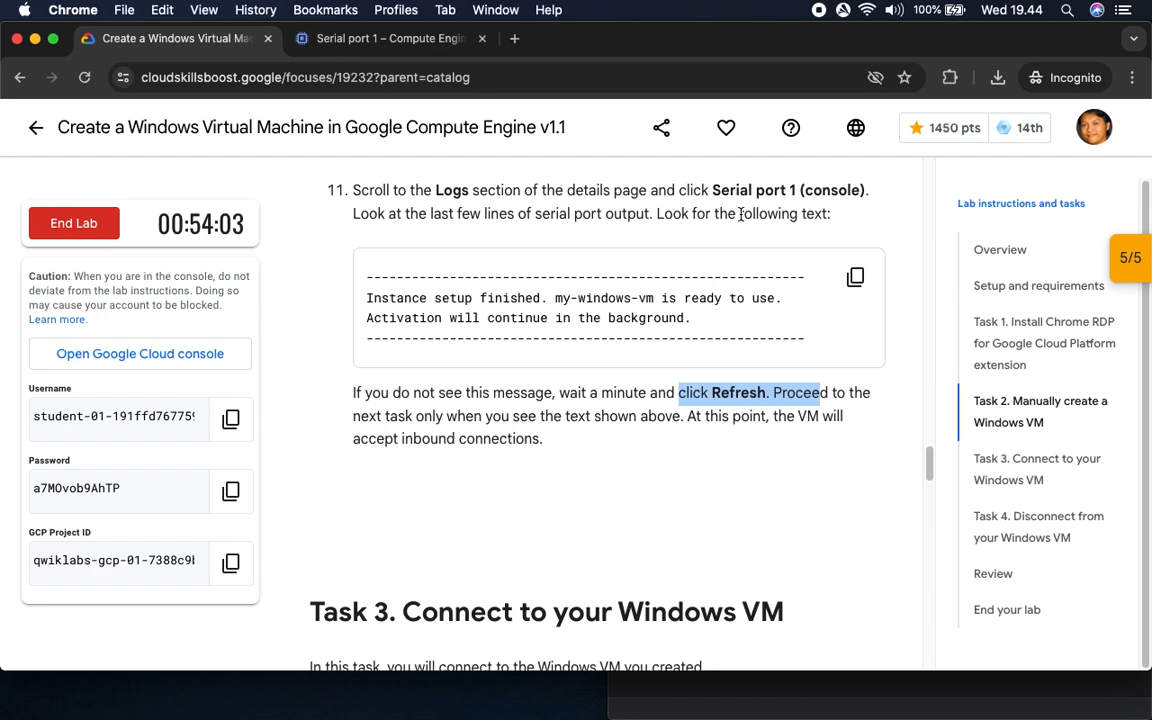 Chrome File Edit View History Bookmarks Profiles Tab Window Help 100% Wed 19.44
Create a Windows Virtual Ma
Serial port 1 – Compute Engin
cloudskillsboost.google/focuses/19232?parent=catalog
Incognito
Create a Windows Virtual Machine in Google Compute Engine v1.1
1450 pts
14th
End Lab
00:54:03
Caution: When you are in the console, do not
deviate from the lab instructions. Doing so
may cause your account to be blocked.
Learn more.
Open Google Cloud console
Username
student-01-191ffd767759
Password
a7MOvob9AhTP
GCP Project ID
qwiklabs-gcp-01-7388c9b
11. Scroll to the Logs section of the details page and click Serial port 1 (console).
Look at the last few lines of serial port output. Look for the following text:
----------------------------------------------------------
Instance setup finished. my-windows-vm is ready to use.
Activation will continue in the background.
----------------------------------------------------------
If you do not see this message, wait a minute and click Refresh. Proceed to the
next task only when you see the text shown above. At this point, the VM will
accept inbound connections.
Task 3. Connect to your Windows VM
In this task, you will connect to the Windows VM you created.
Lab instructions and tasks
Overview
Setup and requirements
Task 1. Install Chrome RDP
for Google Cloud Platform
extension
Task 2. Manually create a
Windows VM
Task 3. Connect to your
Windows VM
Task 4. Disconnect from
your Windows VM
Review
End your lab
5/5